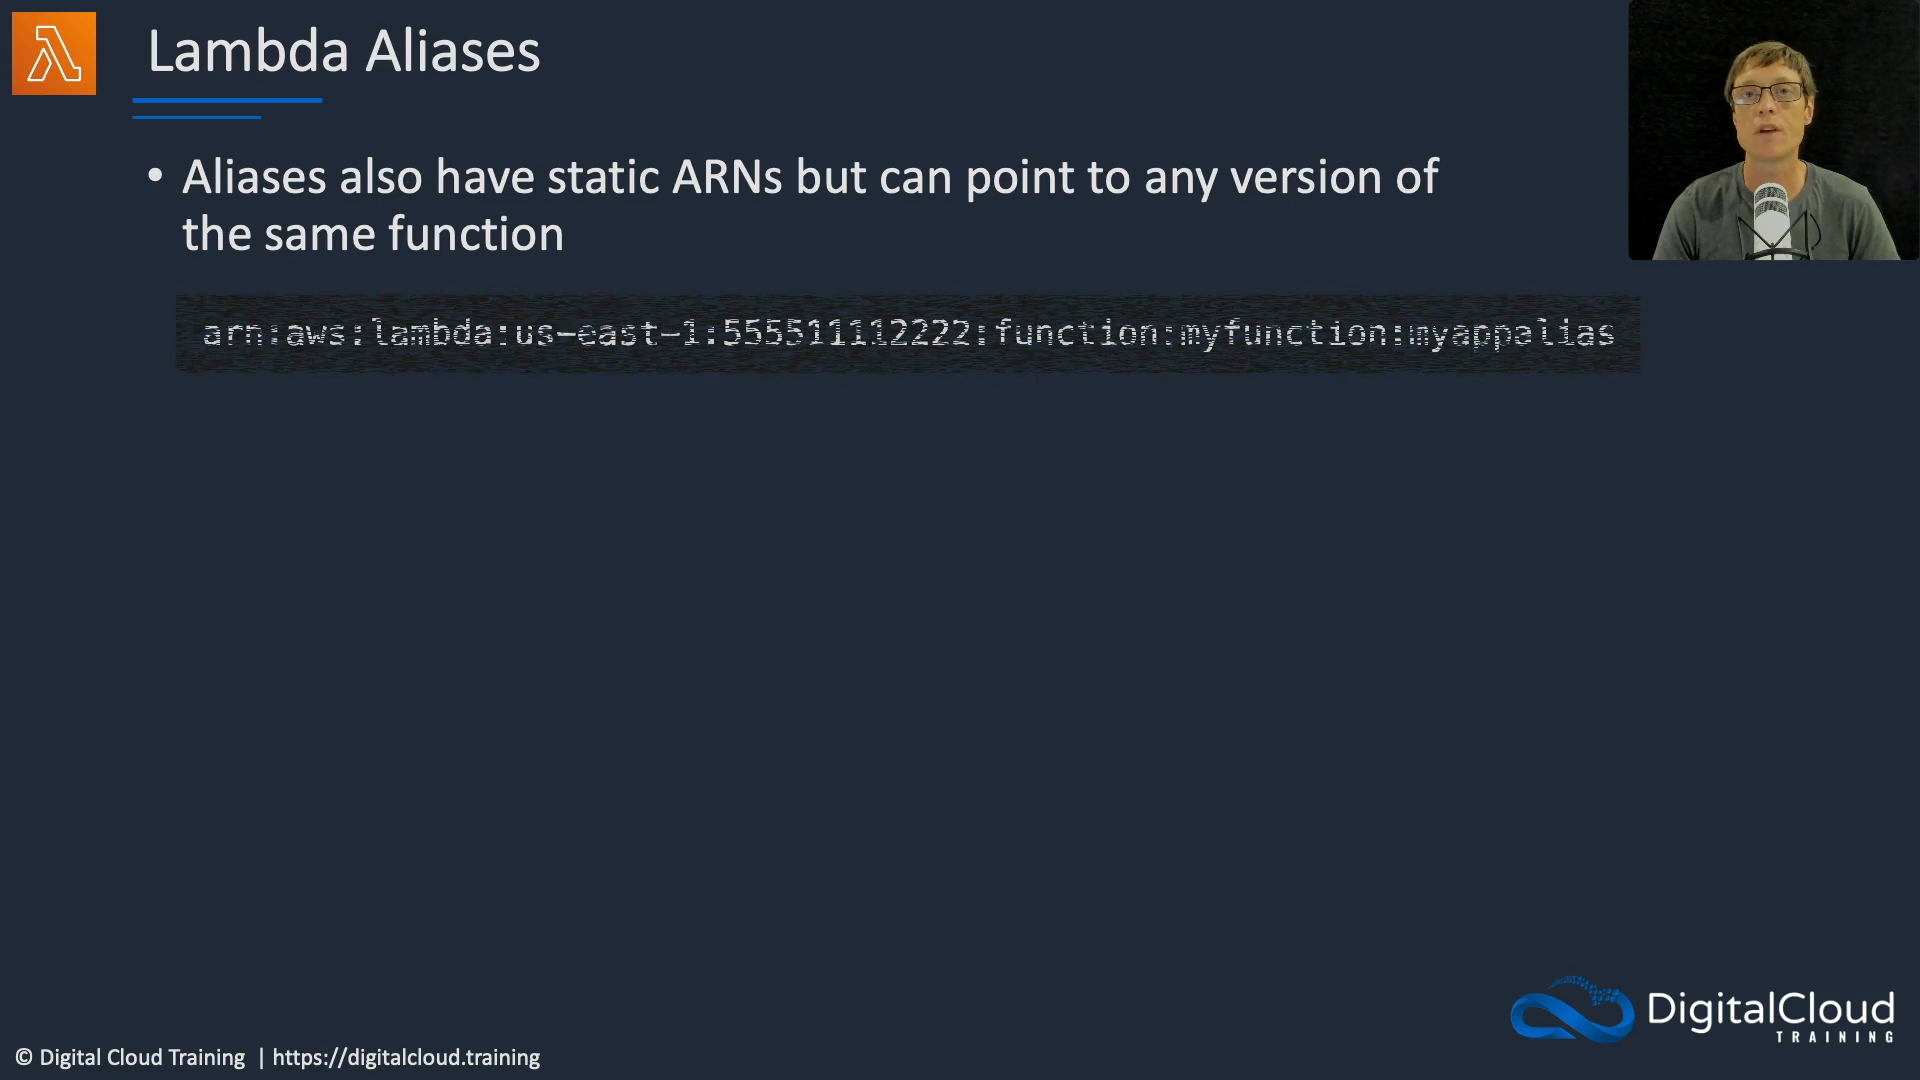 Lambda Aliases
• Aliases also have static ARNs but can point to any version of
the same function
arn:aws:lambda:us-east-1:555511112222:function:myfunction:myappalias
DigitalCloud
TRAINING
© Digital Cloud Training | https://digitalcloud.training